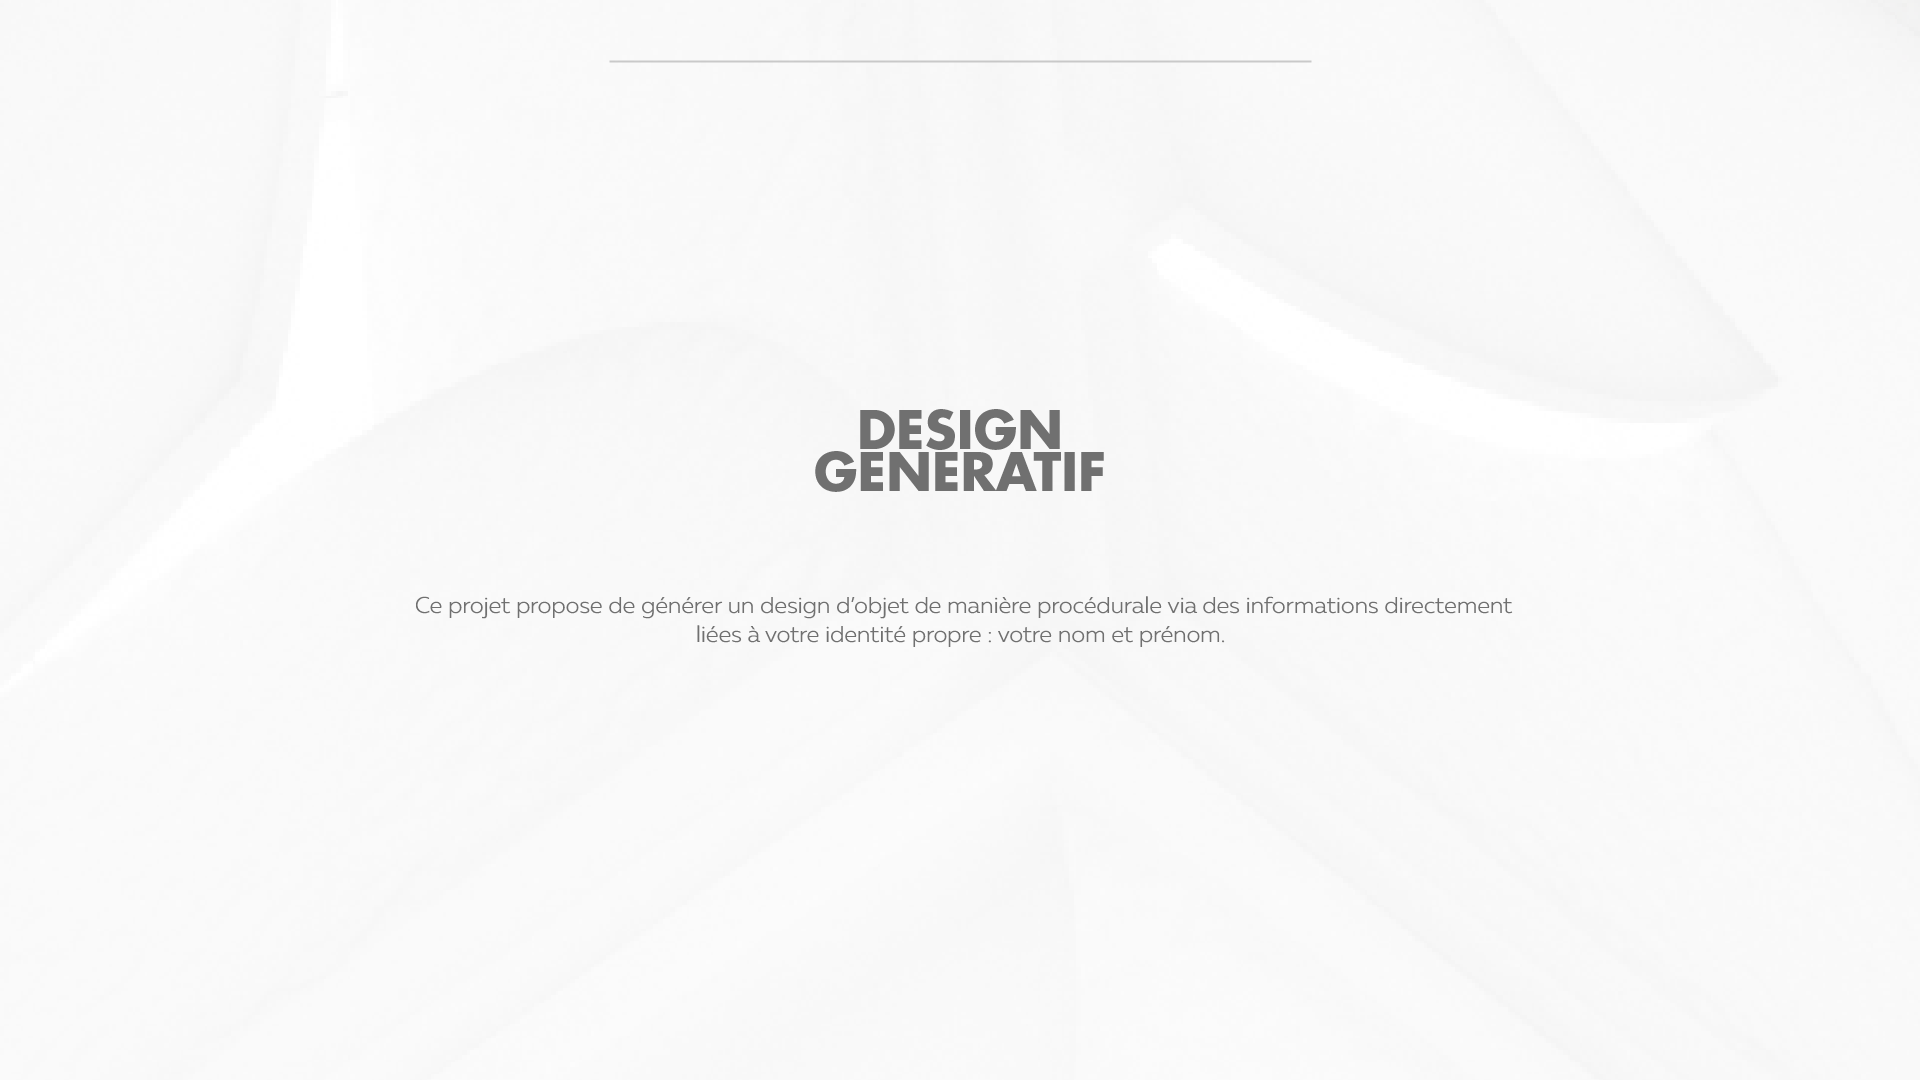 DESIGN
GENERATIF
Ce projet propose de générer un design d’objet de manière procédurale via des informations directement
liées à votre identité propre : votre nom et prénom.